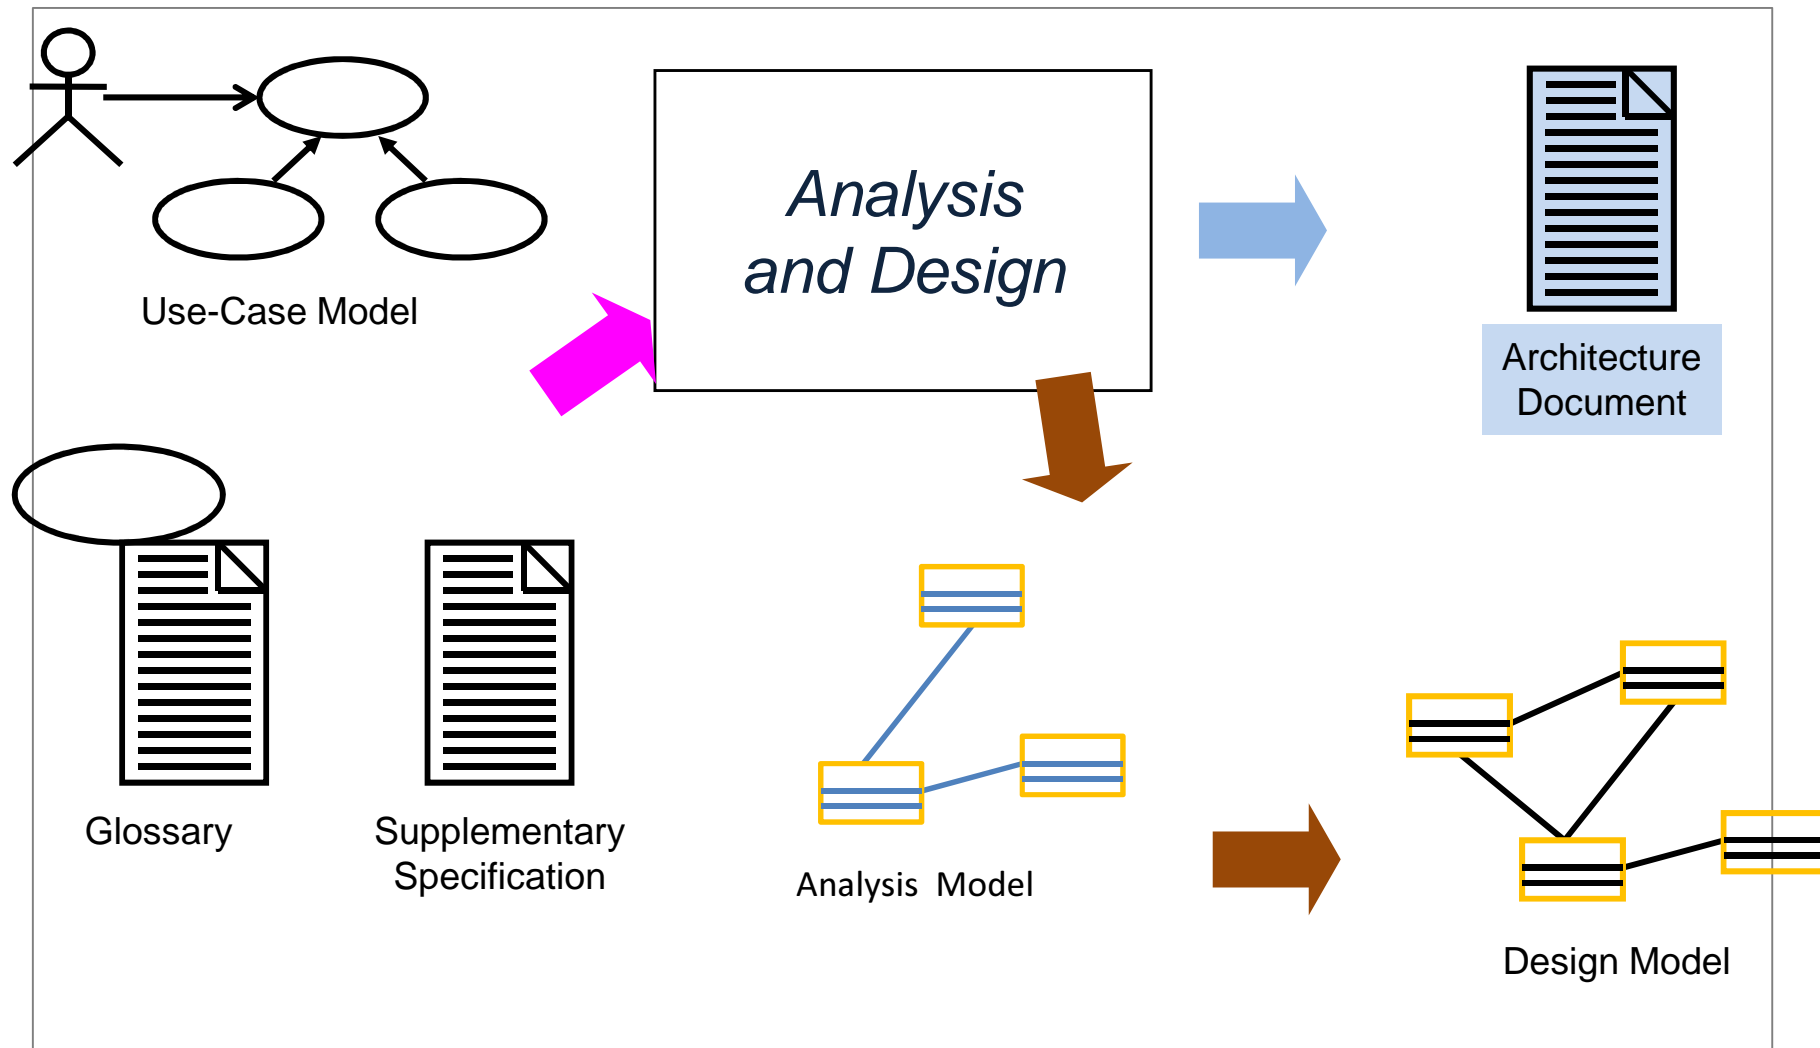 Analysis
and Design
Use-Case Model
Architecture
Document
Glossary
Supplementary
Specification
Analysis  Model
Design Model